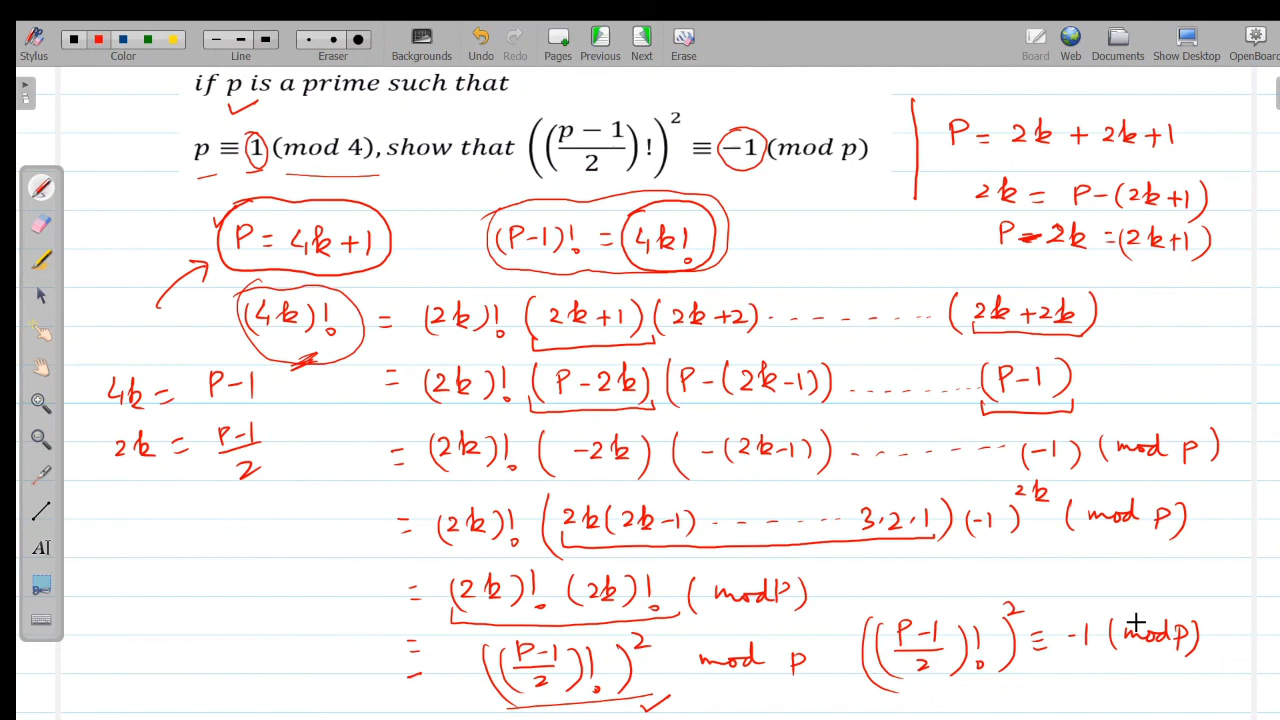 Stylus Color Line Eraser Backgrounds Undo Redo Pages Previous Next Erase Board Web Documents Show Desktop OpenBoard
if p is a prime such that
p ≡ 1 (mod 4), show that (((p − 1)/2)!)² ≡ −1 (mod p)
P = 2k + 2k + 1
2k = P-(2k+1)
P - 2k = (2k+1)
P = 4k+1 (P-1)! = 4k!
(4k)! = (2k)! (2k+1)(2k+2) ........ (2k+2k)
= (2k)! (P-2k)(P-(2k-1)) ........ (P-1)
4k = P-1
2k = (P-1)/2
= (2k)! (-2k)(-(2k-1)) ........ (-1) (mod p)
= (2k)! (2k(2k-1) ........ 3.2.1)(-1)^2k (mod p)
= (2k)! (2k)! (mod p)
= (((P-1)/2)!)² mod p (((P-1)/2)!)² ≡ -1 (mod p)